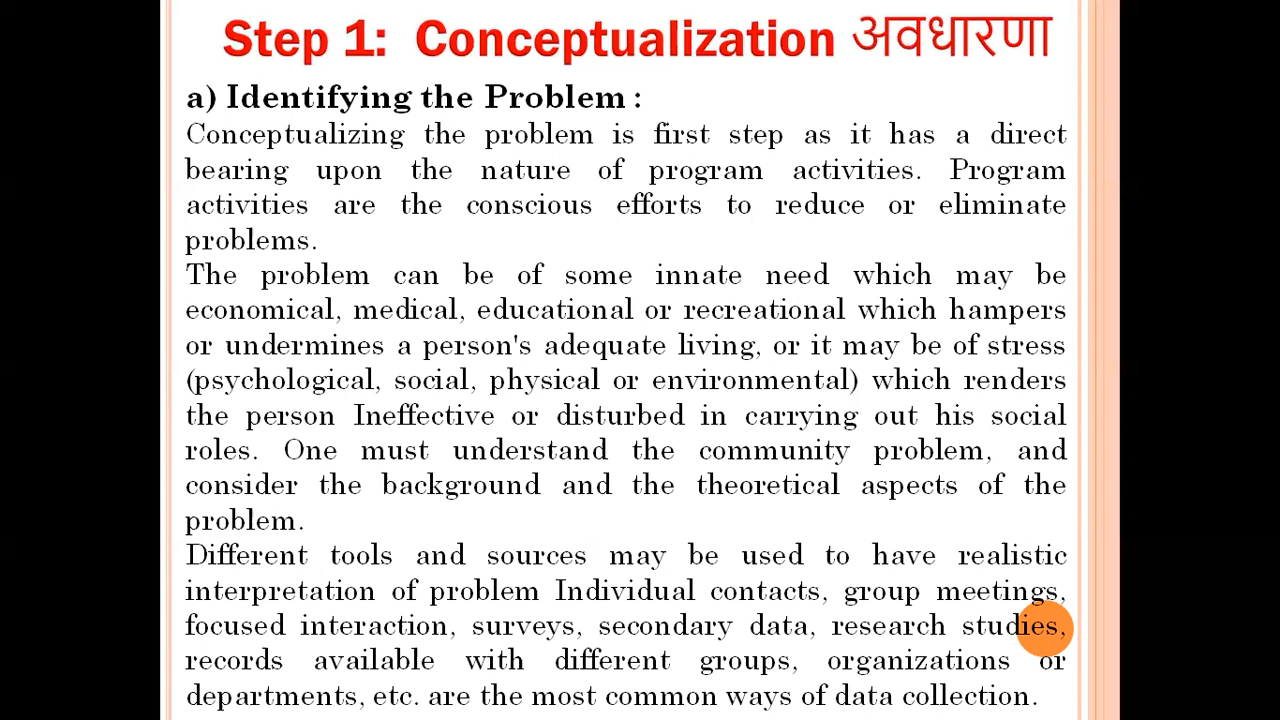 Step 1: Conceptualization अवधारणा
a) Identifying the Problem :
Conceptualizing the problem is first step as it has a direct
bearing upon the nature of program activities. Program
activities are the conscious efforts to reduce or eliminate
problems.
The problem can be of some innate need which may be
economical, medical, educational or recreational which hampers
or undermines a person's adequate living, or it may be of stress
(psychological, social, physical or environmental) which renders
the person Ineffective or disturbed in carrying out his social
roles. One must understand the community problem, and
consider the background and the theoretical aspects of the
problem.
Different tools and sources may be used to have realistic
interpretation of problem Individual contacts, group meetings,
focused interaction, surveys, secondary data, research studies,
records available with different groups, organizations or
departments, etc. are the most common ways of data collection.